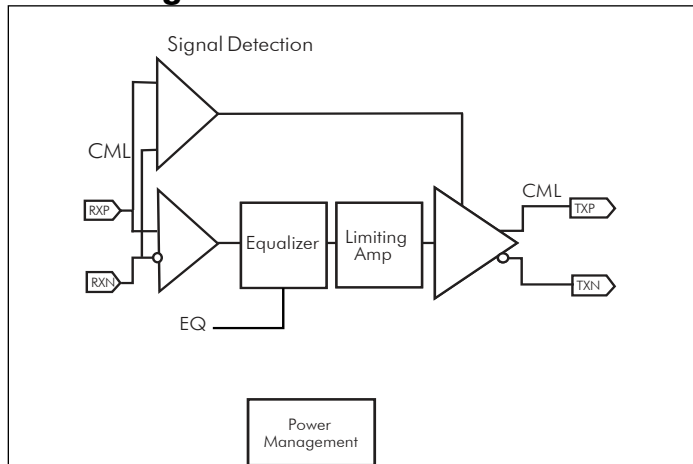 Signal Detection
CML
RXP
RXN
Equalizer
Limiting
Amp
CML
TXP
TXN
EQ
Power
Management